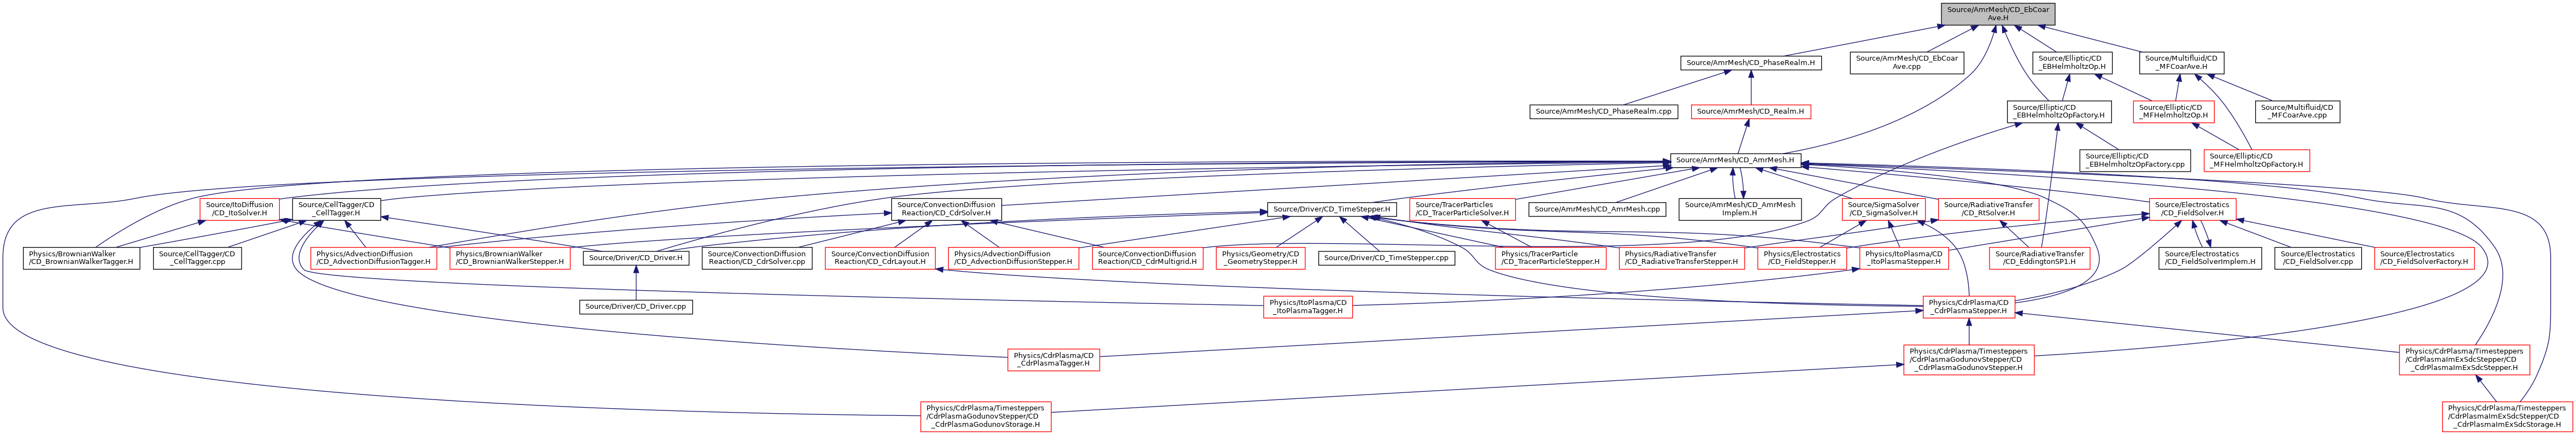 Source/AmrMesh/CD_EbCoar
Ave.H
Source/AmrMesh/CD_PhaseRealm.H
Source/AmrMesh/CD_EbCoar
Ave.cpp
Source/Elliptic/CD
_EBHelmholtzOp.H
Source/Multifluid/CD
_MFCoarAve.H
Source/AmrMesh/CD_PhaseRealm.cpp
Source/AmrMesh/CD_Realm.H
Source/Elliptic/CD
_EBHelmholtzOpFactory.H
Source/Elliptic/CD
_MFHelmholtzOp.H
Source/Multifluid/CD
_MFCoarAve.cpp
Source/AmrMesh/CD_AmrMesh.H
Source/Elliptic/CD
_EBHelmholtzOpFactory.cpp
Source/Elliptic/CD
_MFHelmholtzOpFactory.H
Source/ItoDiffusion
/CD_ItoSolver.H
Source/CellTagger/CD
_CellTagger.H
Source/ConvectionDiffusion
Reaction/CD_CdrSolver.H
Source/Driver/CD_TimeStepper.H
Source/TracerParticles
/CD_TracerParticleSolver.H
Source/AmrMesh/CD_AmrMesh.cpp
Source/AmrMesh/CD_AmrMesh
Implem.H
Source/SigmaSolver
/CD_SigmaSolver.H
Source/RadiativeTransfer
/CD_RtSolver.H
Source/Electrostatics
/CD_FieldSolver.H
Physics/BrownianWalker
/CD_BrownianWalkerTagger.H
Source/CellTagger/CD
_CellTagger.cpp
Physics/AdvectionDiffusion
/CD_AdvectionDiffusionTagger.H
Physics/BrownianWalker
/CD_BrownianWalkerStepper.H
Source/Driver/CD_Driver.H
Source/ConvectionDiffusion
Reaction/CD_CdrSolver.cpp
Source/ConvectionDiffusion
Reaction/CD_CdrLayout.H
Physics/AdvectionDiffusion
/CD_AdvectionDiffusionStepper.H
Source/ConvectionDiffusion
Reaction/CD_CdrMultigrid.H
Physics/Geometry/CD
_GeometryStepper.H
Source/Driver/CD_TimeStepper.cpp
Physics/TracerParticle
/CD_TracerParticleStepper.H
Physics/RadiativeTransfer
/CD_RadiativeTransferStepper.H
Physics/Electrostatics
/CD_FieldStepper.H
Physics/ItoPlasma/CD
_ItoPlasmaStepper.H
Source/RadiativeTransfer
/CD_EddingtonSP1.H
Source/Electrostatics
/CD_FieldSolverImplem.H
Source/Electrostatics
/CD_FieldSolver.cpp
Source/Electrostatics
/CD_FieldSolverFactory.H
Source/Driver/CD_Driver.cpp
Physics/ItoPlasma/CD
_ItoPlasmaTagger.H
Physics/CdrPlasma/CD
_CdrPlasmaStepper.H
Physics/CdrPlasma/CD
_CdrPlasmaTagger.H
Physics/CdrPlasma/Timesteppers
/CdrPlasmaGodunovStepper/CD
_CdrPlasmaGodunovStepper.H
Physics/CdrPlasma/Timesteppers
/CdrPlasmaImExSdcStepper/CD
_CdrPlasmaImExSdcStepper.H
Physics/CdrPlasma/Timesteppers
/CdrPlasmaGodunovStepper/CD
_CdrPlasmaGodunovStorage.H
Physics/CdrPlasma/Timesteppers
/CdrPlasmaImExSdcStepper/CD
_CdrPlasmaImExSdcStorage.H